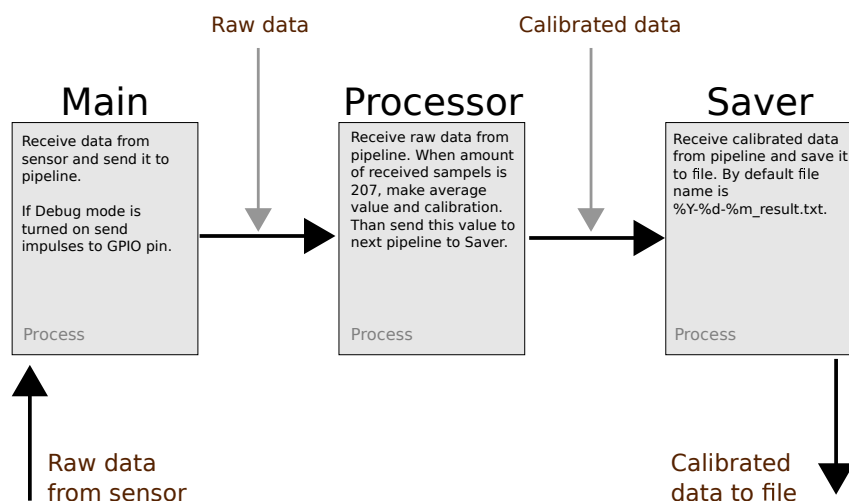 Raw data
Calibrated data
Main
Processor
Saver
Receive data from
sensor and send it to
pipeline.
If Debug mode is
turned on send
impulses to GPIO pin.
Process
Receive raw data from
pipeline. When amount
of received sampels is
207, make average
value and calibration.
Than send this value to
next pipeline to Saver.
Process
Receive calibrated data
from pipeline and save it
to file. By default file
name is
%Y-%d-%m_result.txt.
Process
Raw data
from sensor
Calibrated
data to file